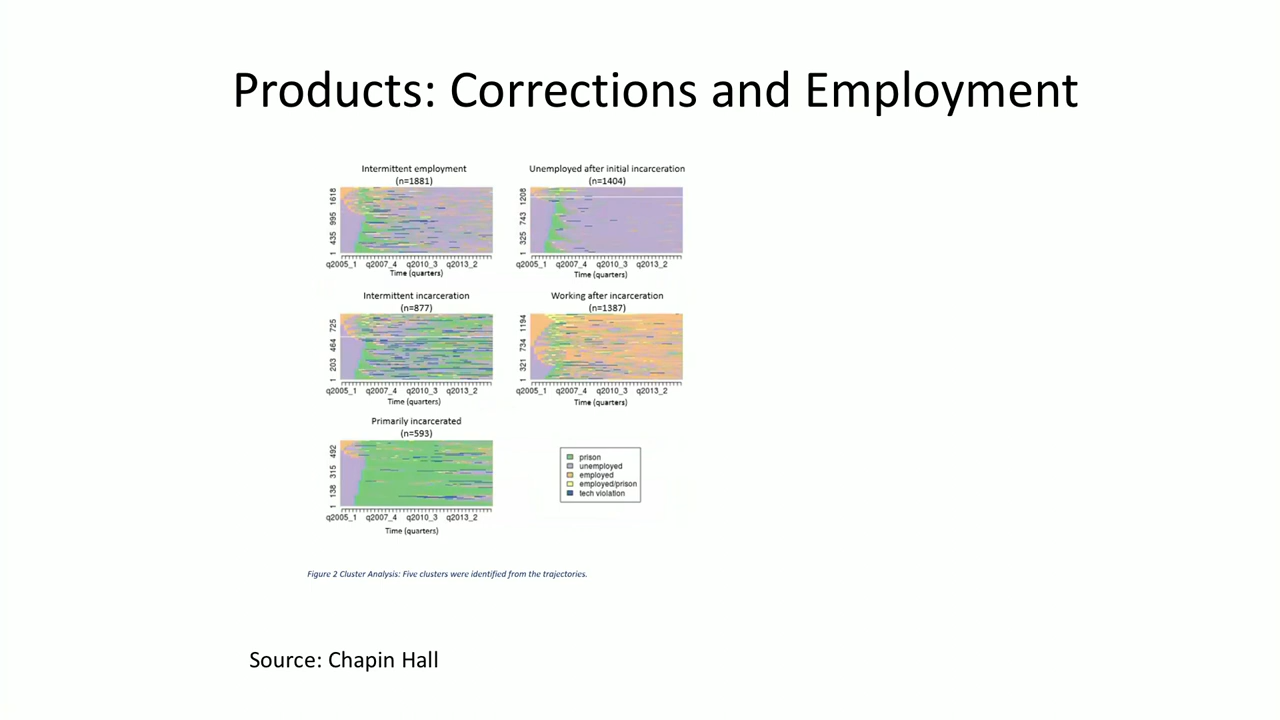 Products: Corrections and Employment
Intermittent employment
(n=1881)
1 435 995 1618
q2005_1 q2007_4 q2010_3 q2013_2
Time (quarters)
Unemployed after initial incarceration
(n=1404)
1 325 743 1208
q2005_1 q2007_4 q2010_3 q2013_2
Time (quarters)
Intermittent incarceration
(n=877)
1 203 464 725
q2005_1 q2007_4 q2010_3 q2013_2
Time (quarters)
Working after incarceration
(n=1387)
1 321 734 1194
q2005_1 q2007_4 q2010_3 q2013_2
Time (quarters)
Primarily incarcerated
(n=593)
1 138 315 492
q2005_1 q2007_4 q2010_3 q2013_2
Time (quarters)
prison
unemployed
employed
employed/prison
tech violation
Figure 2 Cluster Analysis: Five clusters were identified from the trajectories.
Source: Chapin Hall